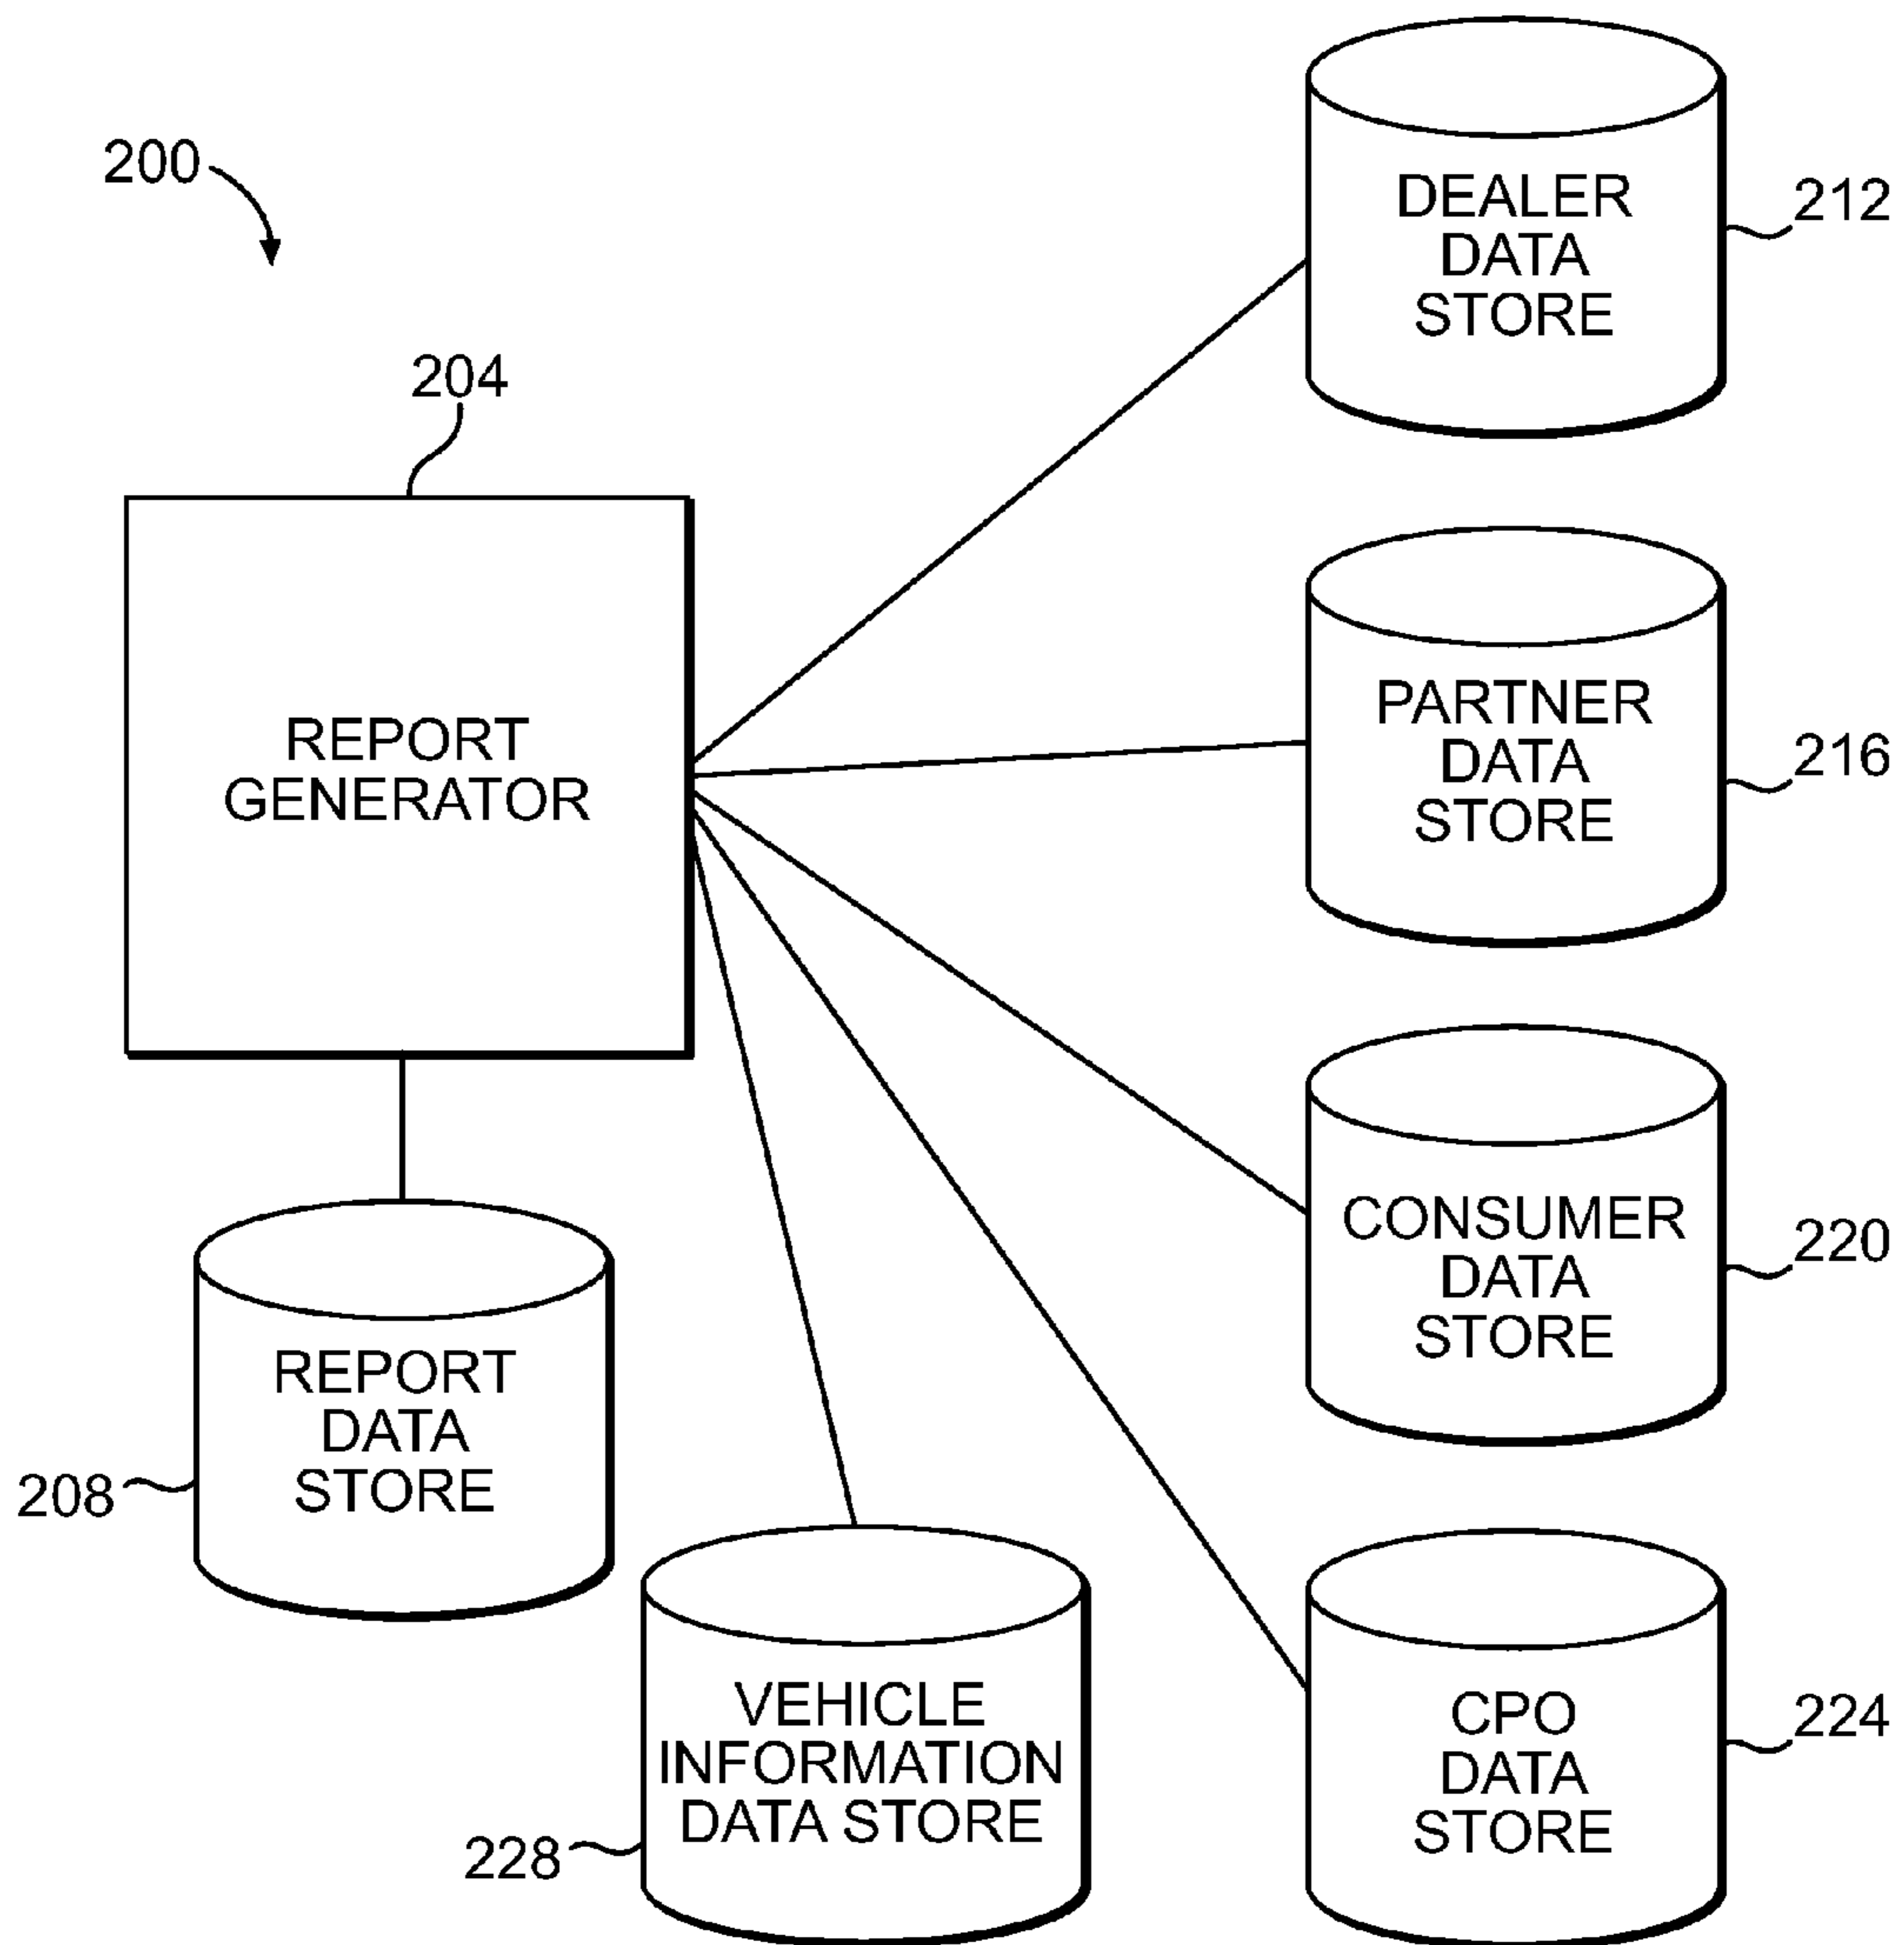 200
204
REPORT
GENERATOR
DEALER
DATA
STORE
212
PARTNER
DATA
STORE
216
CONSUMER
DATA
STORE
220
REPORT
DATA
STORE
208
VEHICLE
INFORMATION
DATA STORE
228
CPO
DATA
STORE
224